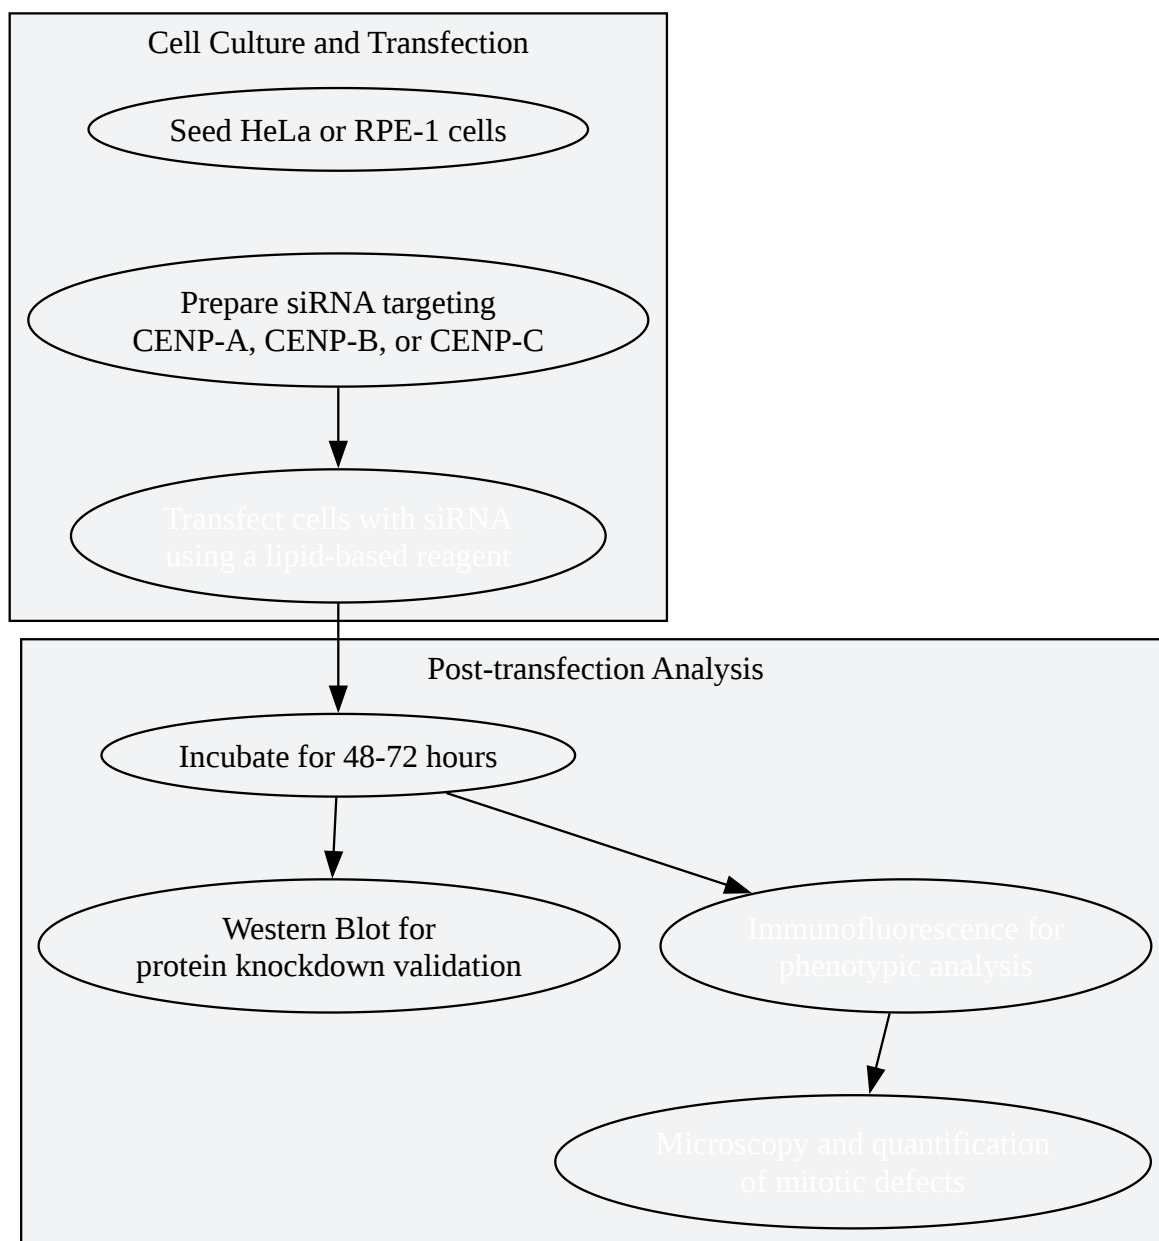 Cell Culture and Transfection
Seed HeLa or RPE-1 cells
Prepare siRNA targeting
CENP-A, CENP-B, or CENP-C
Transfect cells with siRNA
using a lipid-based reagent
Post-transfection Analysis
Incubate for 48-72 hours
Western Blot for
protein knockdown validation
Immunofluorescence for
phenotypic analysis
Microscopy and quantification
of mitotic defects